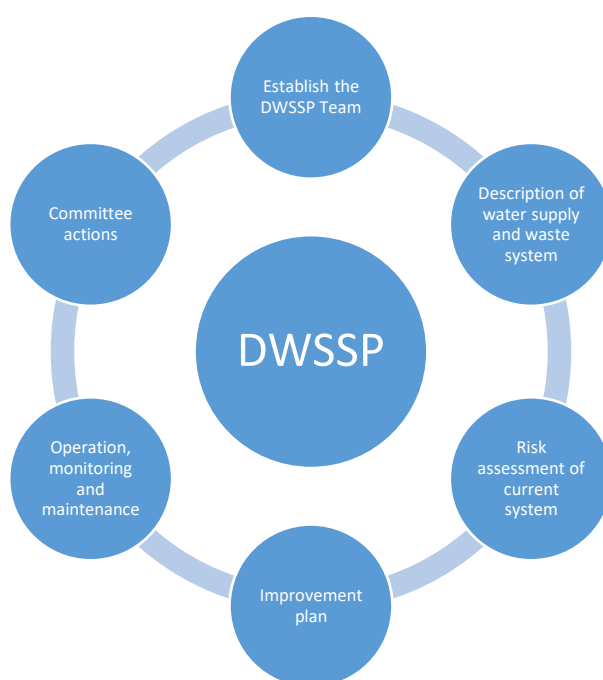 Establish the
DWSSP Team
Description of
water supply
and waste
system
Risk
assessment of
current
system
Improvement
plan
Operation,
monitoring
and
maintenance
Committee
actions
DWSSP